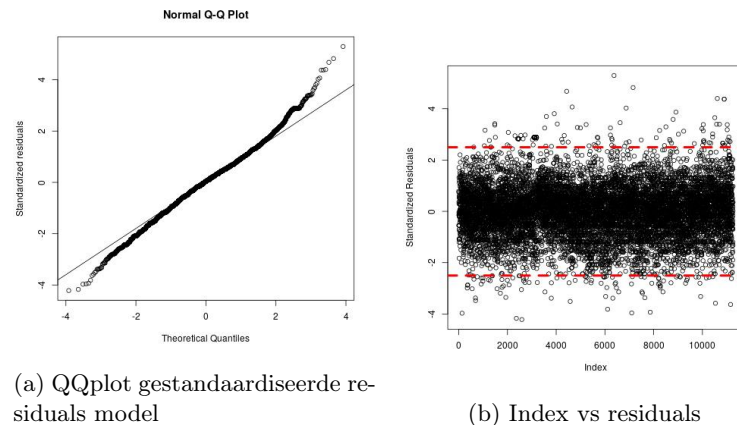 Normal Q-Q Plot
Standardized residuals
4
2
0
-2
-4
-4
-2
0
2
4
Theoretical Quantiles
(a) QQplot gestandaardiseerde re-
siduals model
Standardized Residuals
4
2
0
-2
-4
0
2000
4000
6000
8000
10000
Index
(b) Index vs residuals